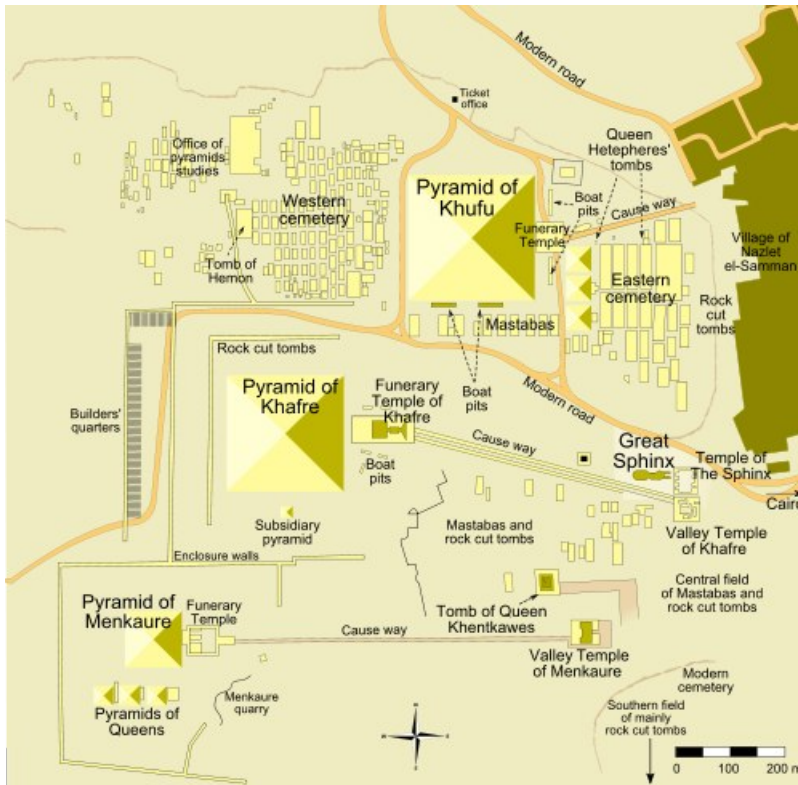 Modern road
Ticket
office
Queen
Hetepheres'
tombs
Office of
pyramids
studies
Western
cemetery
Pyramid of
Khufu
Boat
pits
Cause way
Funerary
Temple
Village of
Nazlet
el-Samman
Tomb of
Hemon
Eastern
cemetery
Rock
cut
tombs
Mastabas
Rock cut tombs
Pyramid of
Khafre
Funerary
Temple of
Khafre
Boat
pits
Modern road
Builders'
quarters
Cause way
Great
Sphinx
Temple of
The Sphinx
Boat
pits
Cairo
Subsidiary
pyramid
Mastabas and
rock cut tombs
Valley Temple
of Khafre
Enclosure walls
Central field
of Mastabas and
rock cut tombs
Pyramid of
Menkaure
Funerary
Temple
Tomb of Queen
Khentkawes
Cause way
Valley Temple
of Menkaure
Modern
cemetery
Menkaure
quarry
Pyramids of
Queens
Southern field
of mainly
rock cut tombs
0 100 200 m